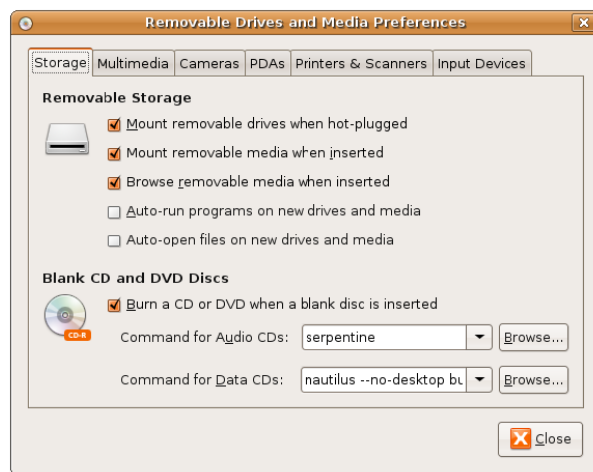 Removable Drives and Media Preferences
Storage Multimedia Cameras PDAs Printers & Scanners Input Devices
Removable Storage
Mount removable drives when hot-plugged
Mount removable media when inserted
Browse removable media when inserted
Auto-run programs on new drives and media
Auto-open files on new drives and media
Blank CD and DVD Discs
Burn a CD or DVD when a blank disc is inserted
CD-R
Command for Audio CDs: serpentine Browse...
Command for Data CDs: nautilus --no-desktop bu Browse...
Close